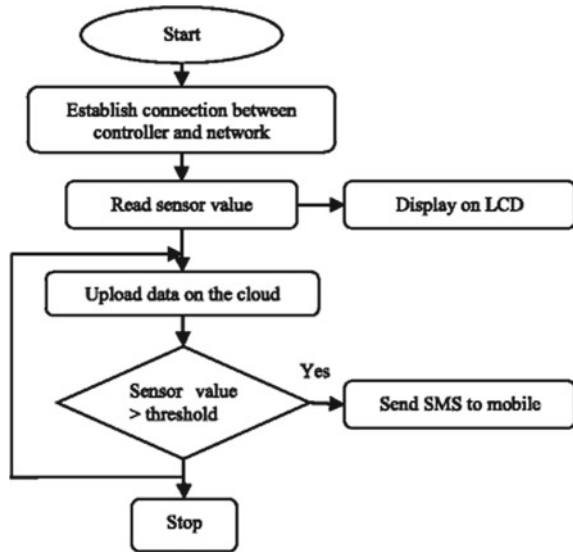 Start
Establish connection between
controller and network
Read sensor value
Display on LCD
Upload data on the cloud
Sensor value
> threshold
Yes
Send SMS to mobile
Stop